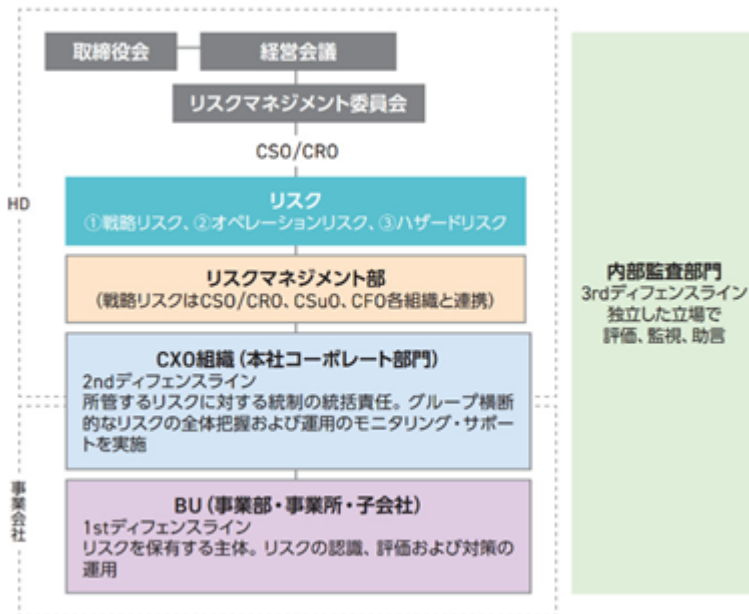 取締役会
経営会議
リスクマネジメント委員会
CSO/CRO
HD
リスク
①戦略リスク、②オペレーションリスク、③ハザードリスク
リスクマネジメント部
(戦略リスクはCSO/CRO、CSuO、CFO各組織と連携)
CXO組織(本社コーポレート部門)
2ndディフェンスライン
所管するリスクに対する統制の統括責任。グループ横断
的なリスクの全体把握および運用のモニタリング・サポー
トを実施
事業会社
BU(事業部・事業所・子会社)
1stディフェンスライン
リスクを保有する主体。リスクの認識、評価および対策の
運用
内部監査部門
3rdディフェンスライン
独立した立場で
評価、監視、助言